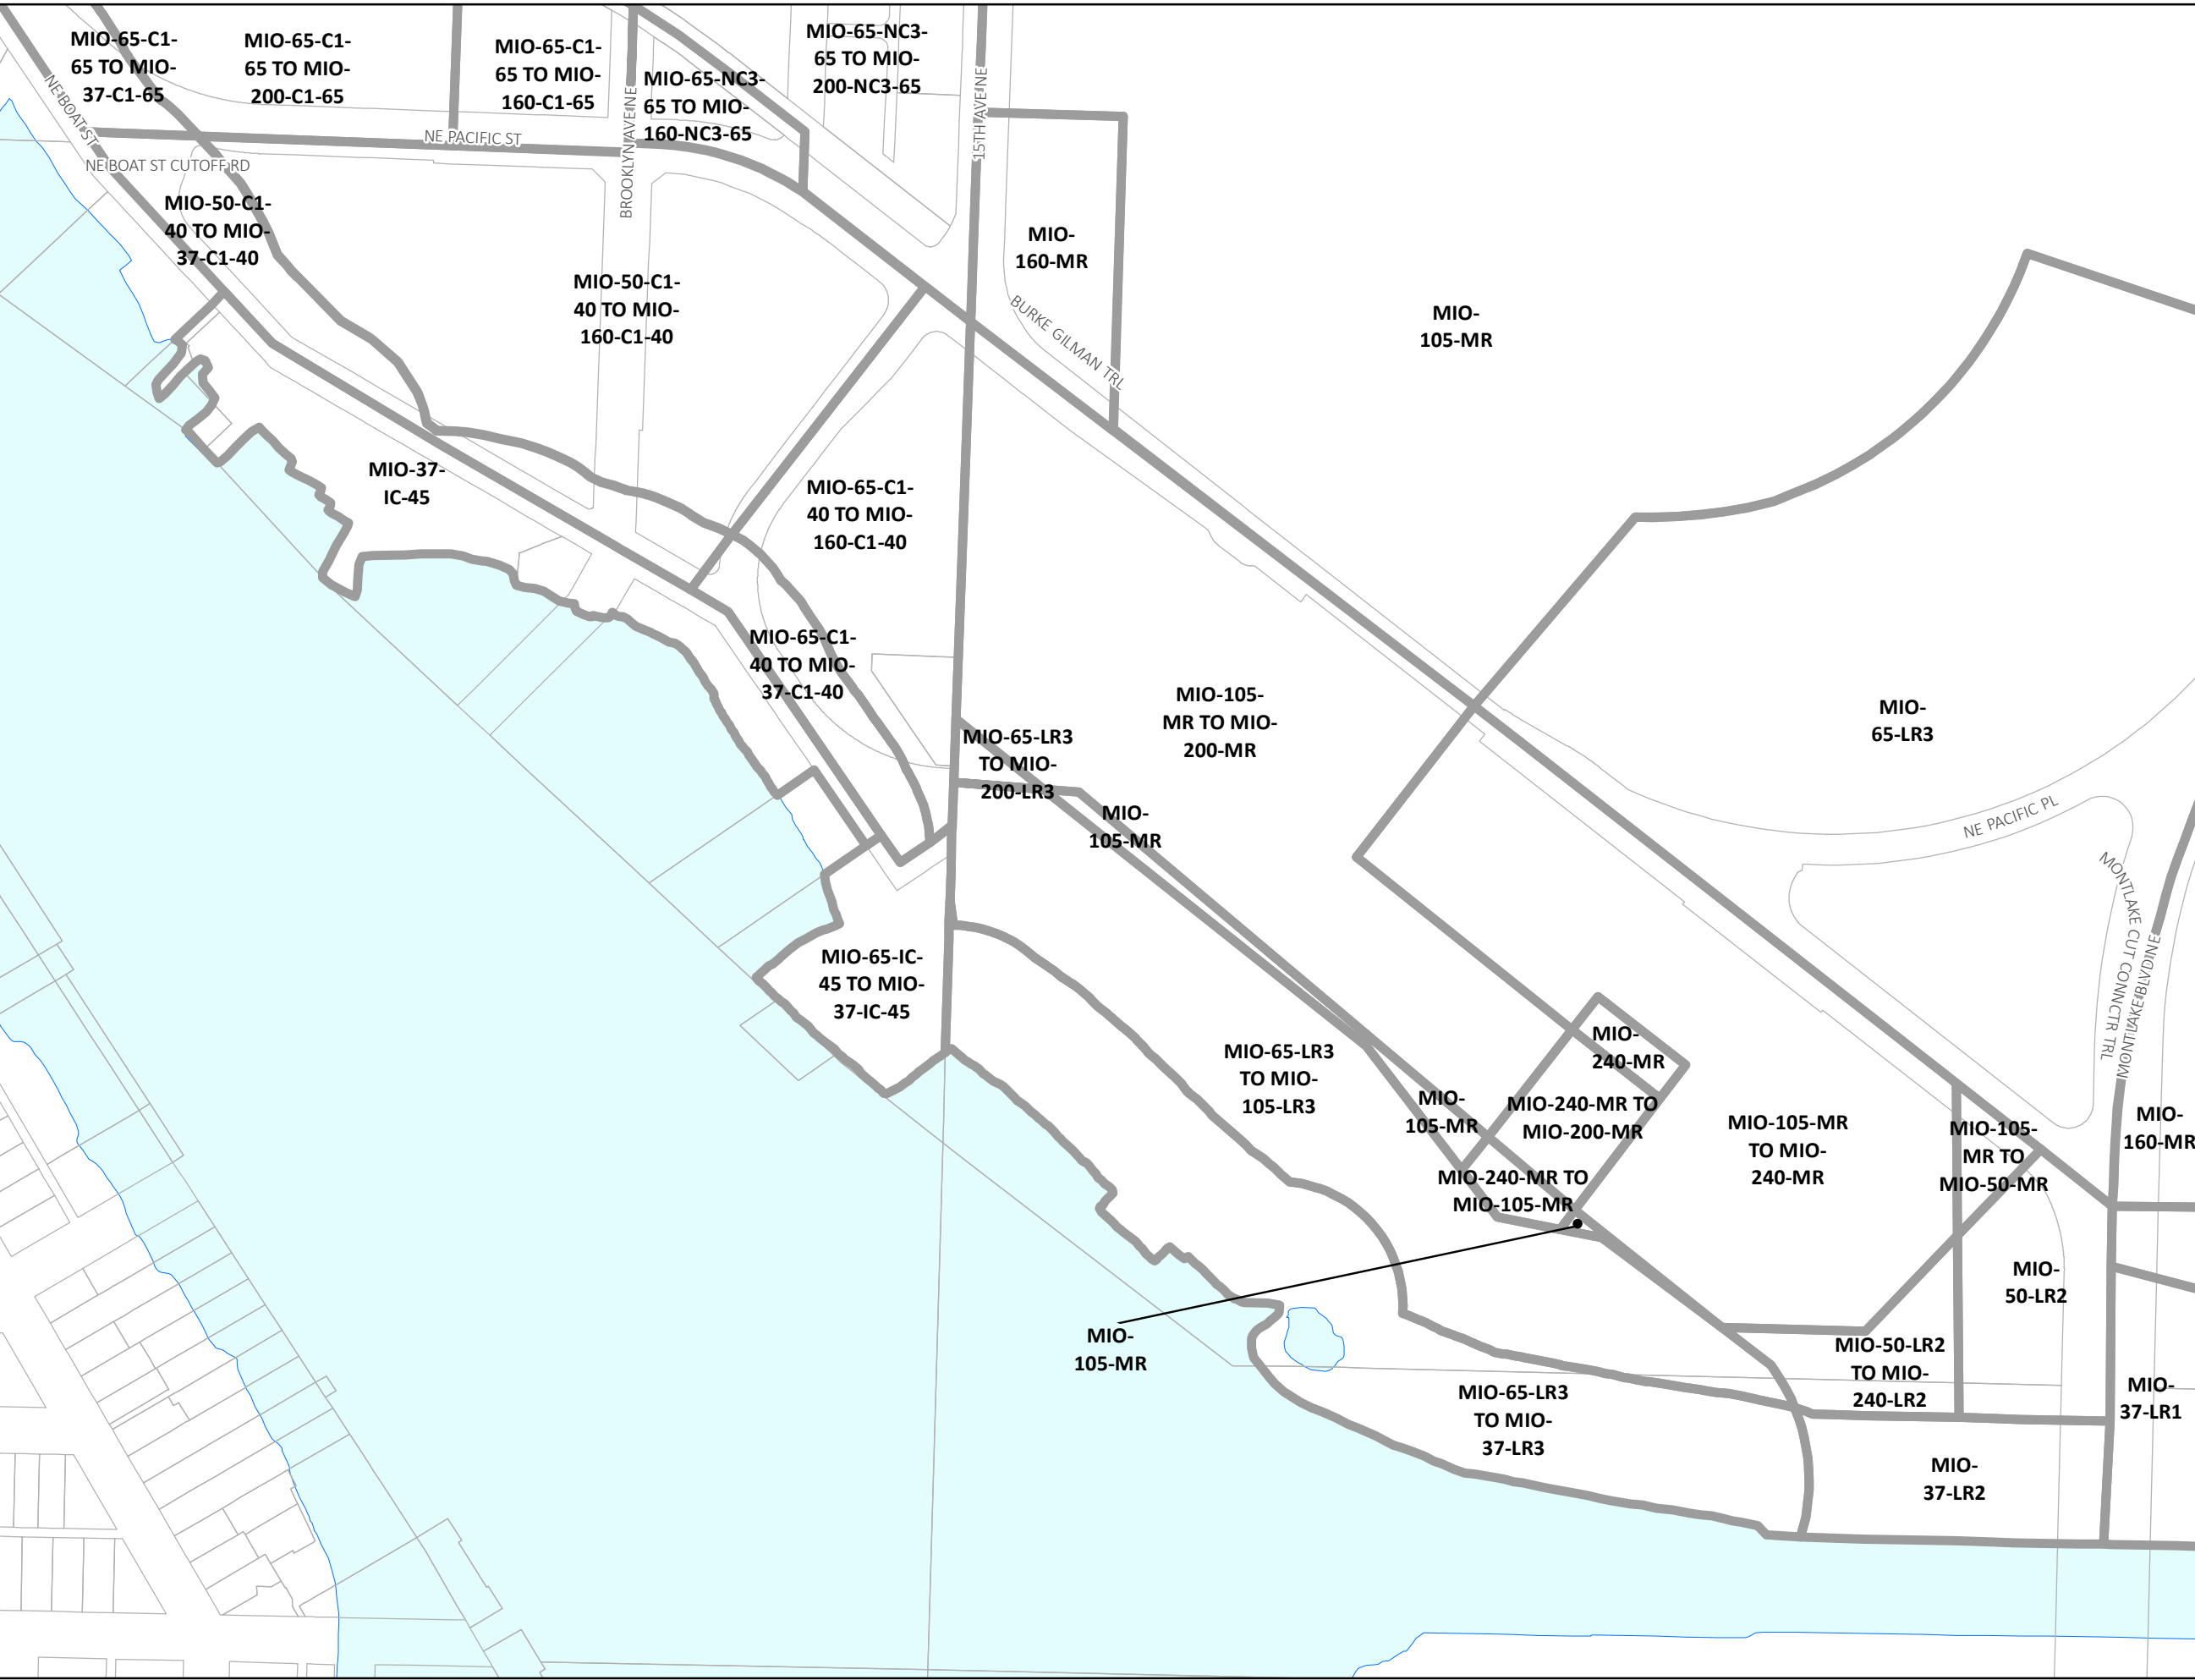 MIO-65-C1-
65 TO MIO-
37-C1-65
MIO-65-C1-
65 TO MIO-
200-C1-65
MIO-65-C1-
65 TO MIO-
160-C1-65
MIO-65-NC3-
65 TO MIO-
160-NC3-65
MIO-65-NC3-
65 TO MIO-
200-NC3-65
NE BOAT ST
NE PACIFIC ST
NE BOAT ST CUTOFF RD
BROOKLYN AVE NE
15TH AVE NE
MIO-50-C1-
40 TO MIO-
37-C1-40
MIO-50-C1-
40 TO MIO-
160-C1-40
MIO-
160-MR
BURKE GILMAN TRL
MIO-
105-MR
MIO-37-
IC-45
MIO-65-C1-
40 TO MIO-
160-C1-40
MIO-65-C1-
40 TO MIO-
37-C1-40
MIO-65-LR3
TO MIO-
200-LR3
MIO-105-
MR TO MIO-
200-MR
MIO-
65-LR3
MIO-
105-MR
NE PACIFIC PL
MONTLAKE CUT CONNCTR TRL
MONTLAKE BLVD NE
MIO-65-IC-
45 TO MIO-
37-IC-45
MIO-65-LR3
TO MIO-
105-LR3
MIO-
105-MR
MIO-
240-MR
MIO-240-MR TO
MIO-200-MR
MIO-240-MR TO
MIO-105-MR
MIO-105-MR
TO MIO-
240-MR
MIO-105-
MR TO
MIO-50-MR
MIO-
160-MR
MIO-
50-LR2
MIO-
105-MR
MIO-50-LR2
TO MIO-
240-LR2
MIO-65-LR3
TO MIO-
37-LR3
MIO-
37-LR1
MIO-
37-LR2